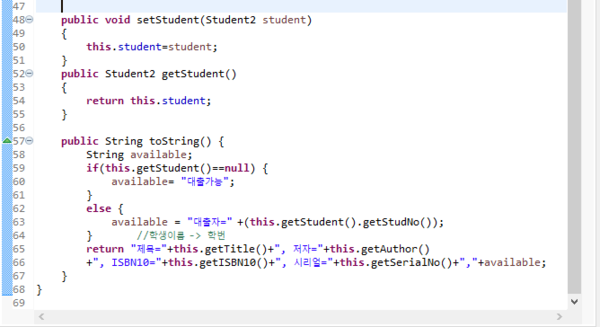 47
48 public void setStudent(Student2 student)
49 {
50 this.student=student;
51 }
52 public Student2 getStudent()
53 {
54 return this.student;
55 }
56
57 public String toString() {
58 String available;
59 if(this.getStudent()==null) {
60 available= "대출가능";
61 }
62 else {
63 available = "대출자=" +(this.getStudent().getStudNo());
64 } //학생이름 -> 학번
65 return "제목="+this.getTitle()+", 저자="+this.getAuthor()
66 +", ISBN10="+this.getISBN10()+", 시리얼="+this.getSerialNo()+","+available;
67 }
68 }
69